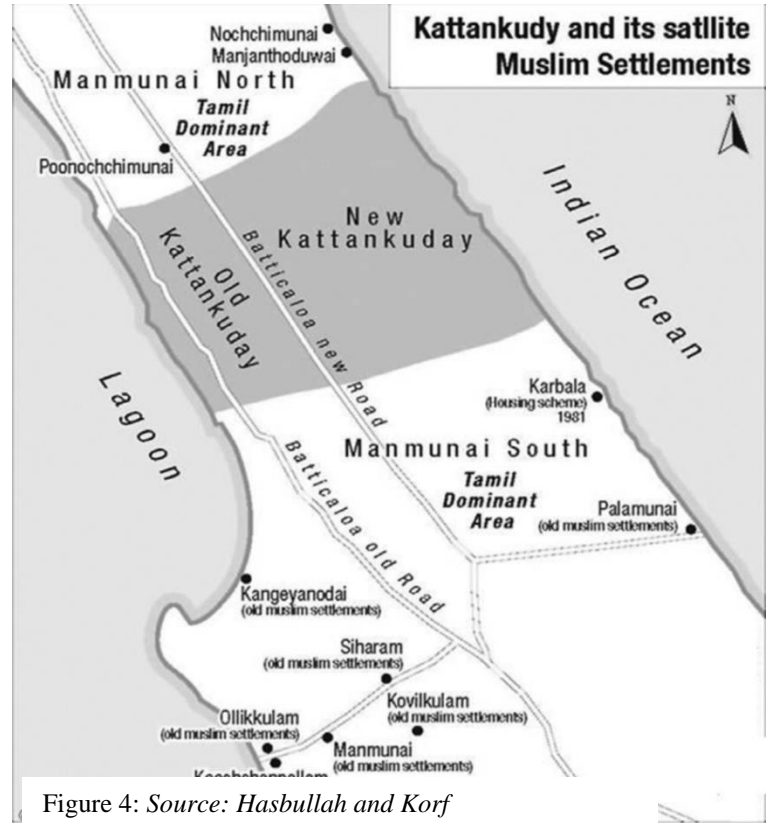 Kattankudy and its satllite
Muslim Settlements
N
Nochchimunai
Manjanthoduwai
Manmunai North
Tamil
Dominant
Area
Poonochchimunai
New
Kattankuday
Old
Kattankuday
Batticaloa new Road
Indian Ocean
Lagoon
Karbala
(Housing scheme)
1981
Manmunai South
Tamil
Dominant
Area
Palamunai
(old muslim settlements)
Batticaloa old Road
Kangeyanodai
(old muslim settlements)
Siharam
(old muslim settlements)
Kovilkulam
(old muslim settlements)
Ollikkulam
(old muslim settlements)
Manmunai
(old muslim settlements)
Figure 4: Source: Hasbullah and Korf